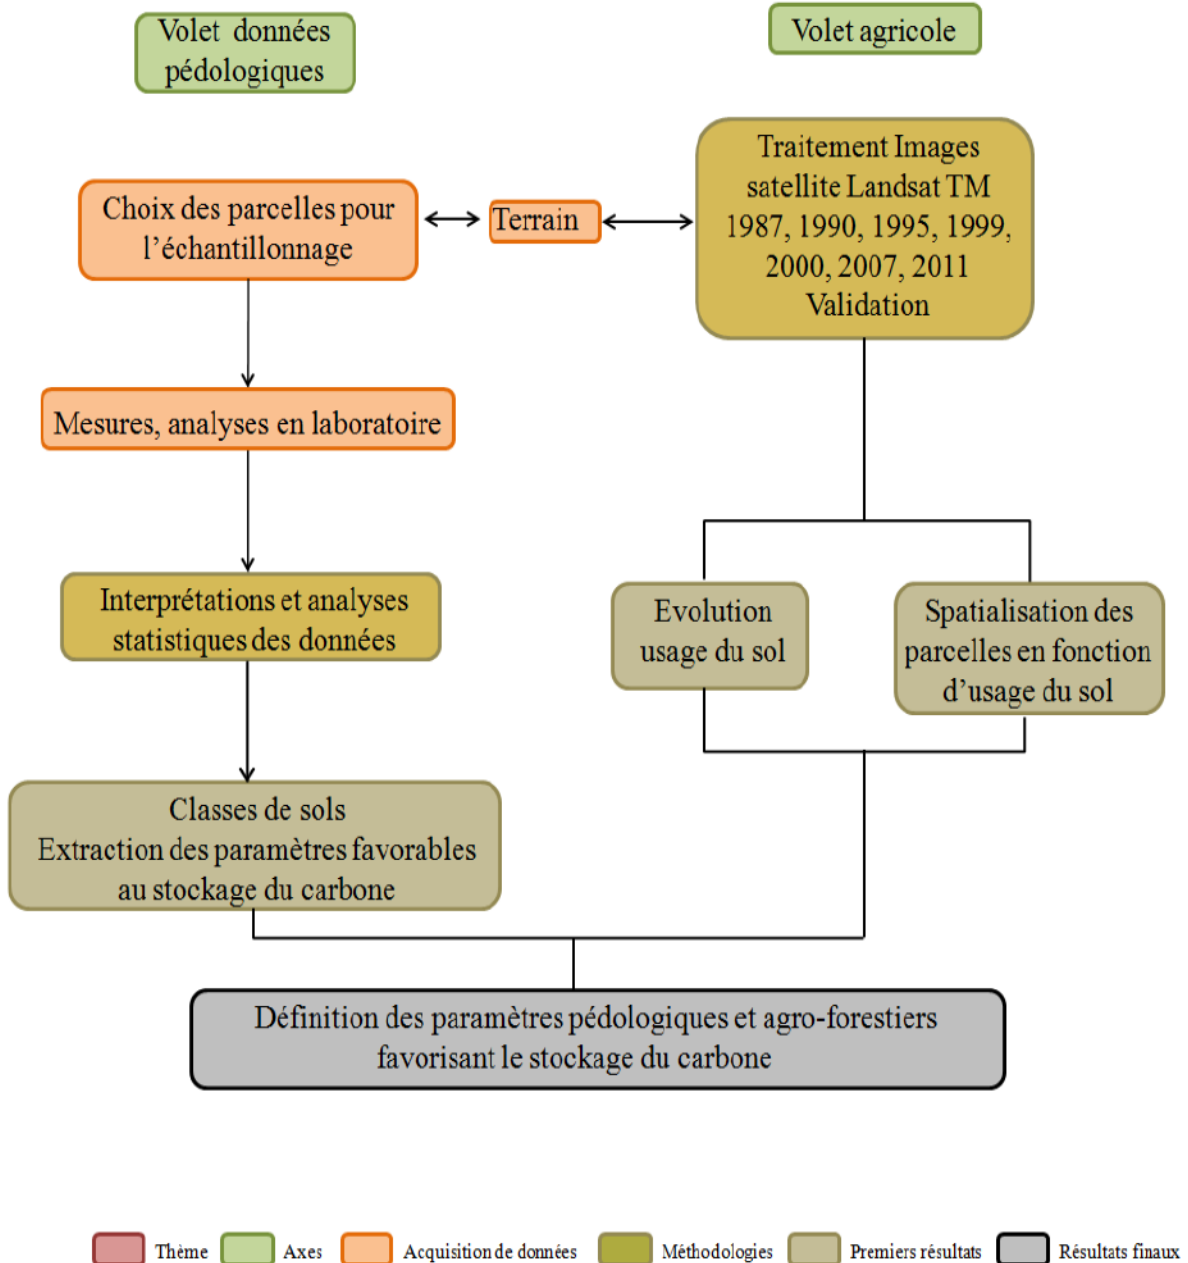 Volet données
pédologiques
Volet agricole
Traitement Images
satellite Landsat TM
1987, 1990, 1995, 1999,
2000, 2007, 2011
Validation
Choix des parcelles pour
l’échantillonnage
Terrain
Mesures, analyses en laboratoire
Interprétations et analyses
statistiques des données
Evolution
usage du sol
Spatialisation des
parcelles en fonction
d’usage du sol
Classes de sols
Extraction des paramètres favorables
au stockage du carbone
Définition des paramètres pédologiques et agro-forestiers
favorisant le stockage du carbone
Thème Axes Acquisition de données Méthodologies Premiers résultats Résultats finaux